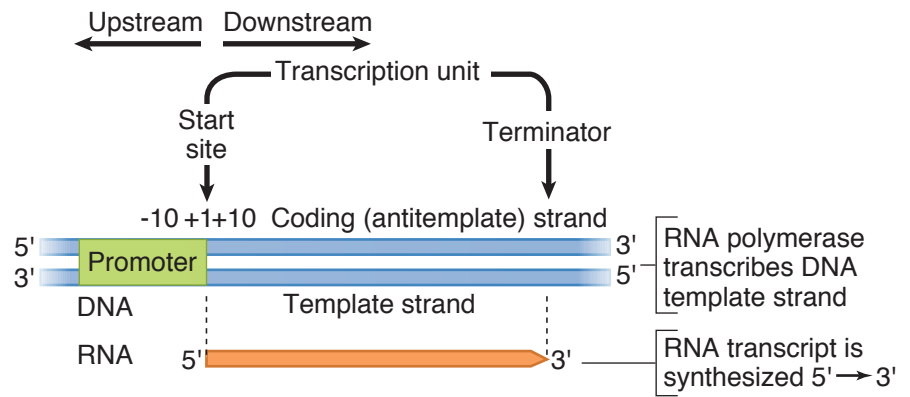 Upstream Downstream
Transcription unit
Start
site
Terminator
-10 +1+10 Coding (antitemplate) strand
5' 3'
Promoter
3' 5'
RNA polymerase
transcribes DNA
template strand
DNA Template strand
RNA 5' 3'
RNA transcript is
synthesized 5' → 3'